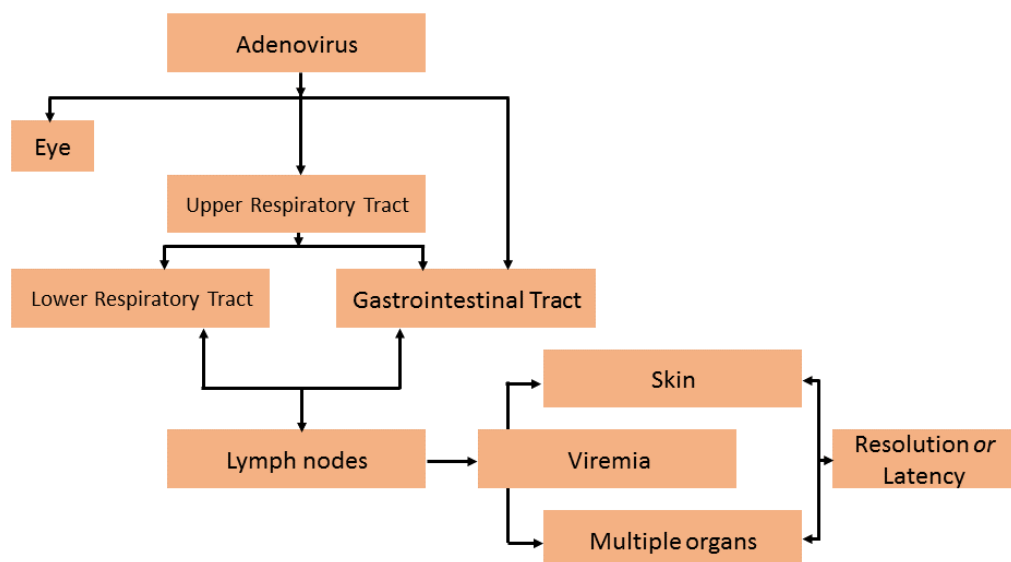 Adenovirus
Eye
Upper Respiratory Tract
Lower Respiratory Tract
Gastrointestinal Tract
Skin
Lymph nodes
Viremia
Resolution or
Latency
Multiple organs